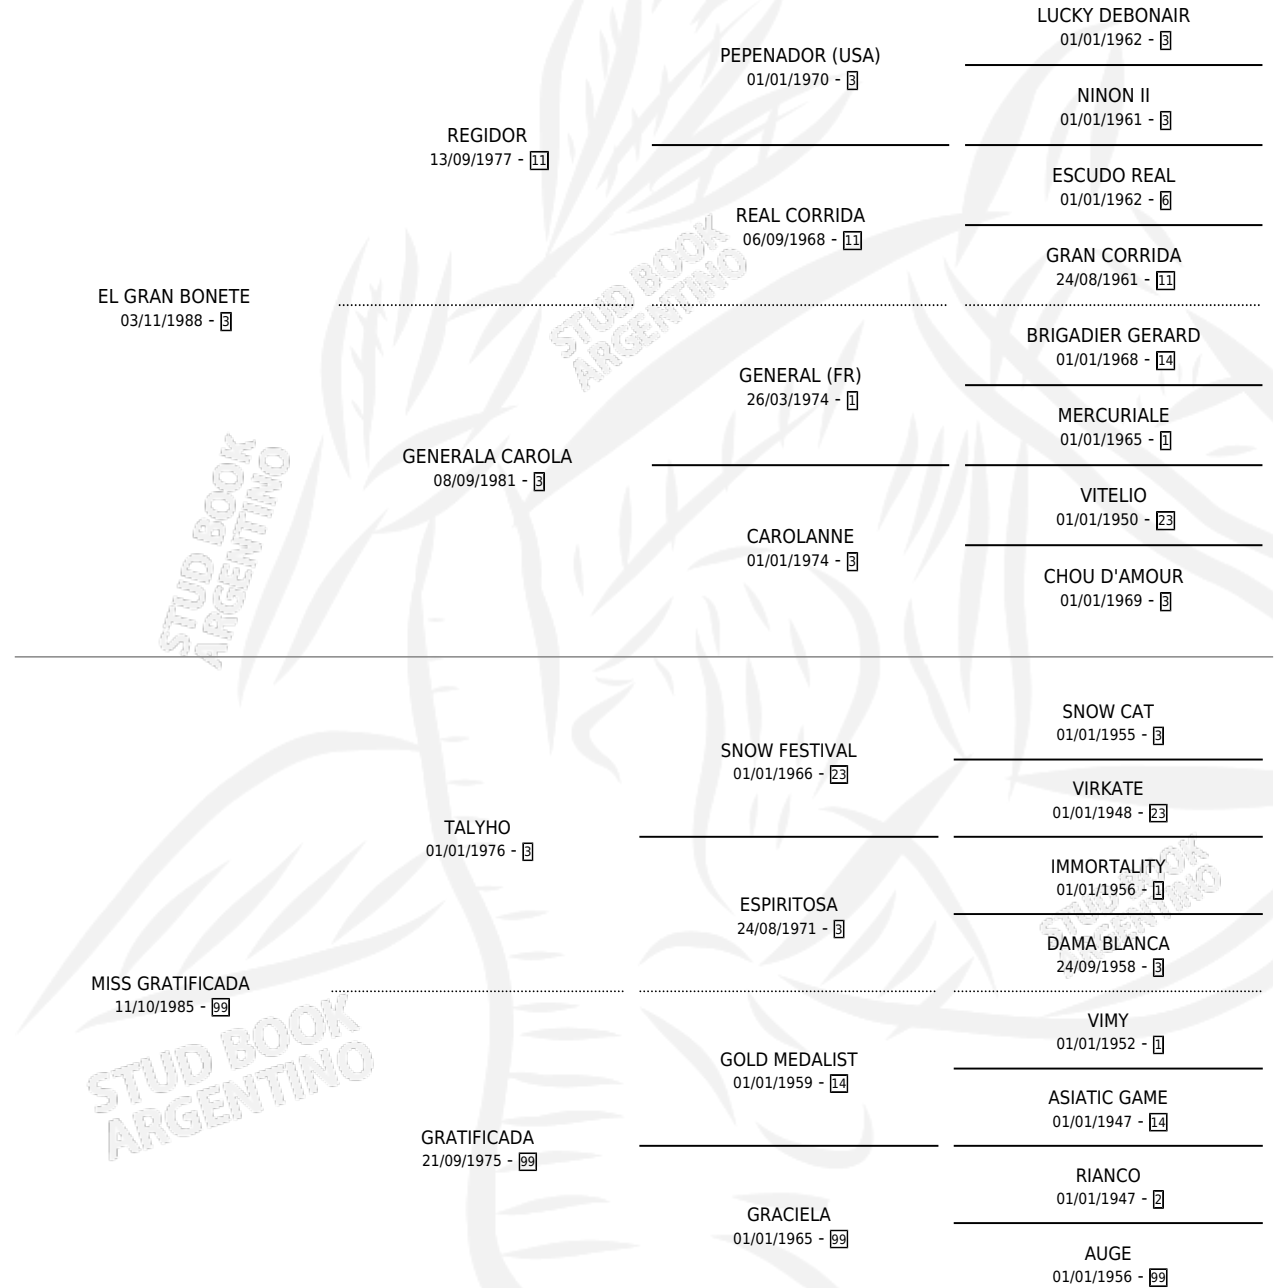 LUCKY DEBONAIR
01/01/1962 - 3
PEPENADOR (USA)
01/01/1970 - 3
NINON II
01/01/1961 - 3
REGIDOR
13/09/1977 - 11
ESCUDO REAL
01/01/1962 - 6
REAL CORRIDA
06/09/1968 - 11
GRAN CORRIDA
24/08/1961 - 11
EL GRAN BONETE
03/11/1988 - 3
BRIGADIER GERARD
01/01/1968 - 14
GENERAL (FR)
26/03/1974 - 1
MERCURIALE
01/01/1965 - 1
GENERALA CAROLA
08/09/1981 - 3
VITELIO
01/01/1950 - 23
CAROLANNE
01/01/1974 - 3
CHOU D'AMOUR
01/01/1969 - 3
STUD BOOK
ARGENTINO
STUD BOOK
ARGENTINO
SNOW CAT
01/01/1955 - 3
SNOW FESTIVAL
01/01/1966 - 23
VIRKATE
01/01/1948 - 23
TALYHO
01/01/1976 - 3
IMMORTALITY
01/01/1956 - 1
ESPIRITOSA
24/08/1971 - 3
DAMA BLANCA
24/09/1958 - 3
MISS GRATIFICADA
11/10/1985 - 99
VIMY
01/01/1952 - 1
GOLD MEDALIST
01/01/1959 - 14
ASIATIC GAME
01/01/1947 - 14
GRATIFICADA
21/09/1975 - 99
RIANCO
01/01/1947 - 2
GRACIELA
01/01/1965 - 99
AUGE
01/01/1956 - 99
STUD BOOK
ARGENTINO
STUD BOOK
ARGENTINO